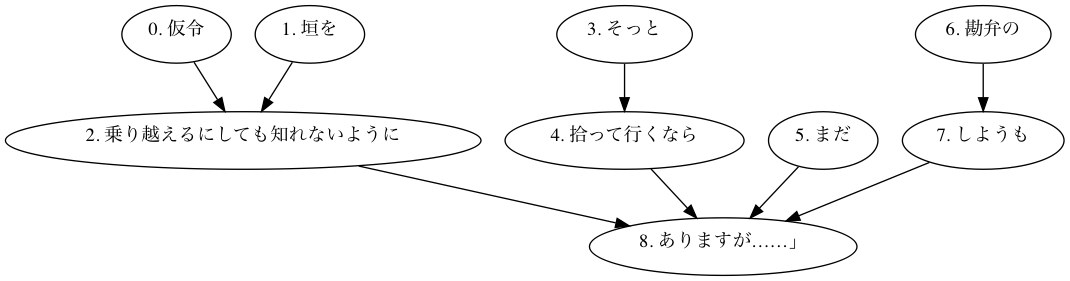 0. 仮令
1. 垣を
3. そっと
6. 勘弁の
2. 乗り越えるにしても知れないように
4. 拾って行くなら
5. まだ
7. しようも
8. ありますが……」